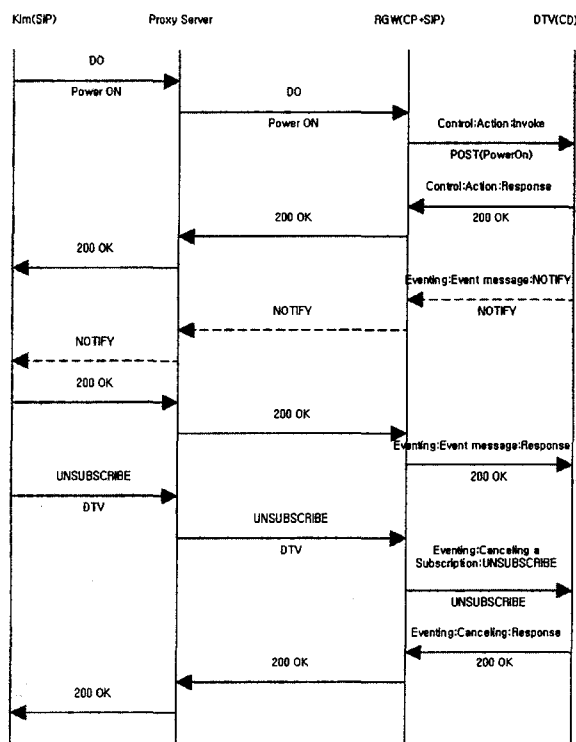 Kim(SIP) Proxy Server RGW(CP+SIP) DTV(CD)
DO
Power ON
DO
Power ON
Control:Action:Invoke
POST(PowerOn)
Control:Action:Response
200 OK
200 OK
200 OK
Eventing:Event message:NOTIFY
NOTIFY
NOTIFY
NOTIFY
200 OK
200 OK
Eventing:Event message:Response
200 OK
UNSUBSCRIBE
DTV
UNSUBSCRIBE
DTV
Eventing:Canceling a
Subscription:UNSUBSCRIBE
UNSUBSCRIBE
Eventing:Canceling:Response
200 OK
200 OK
200 OK